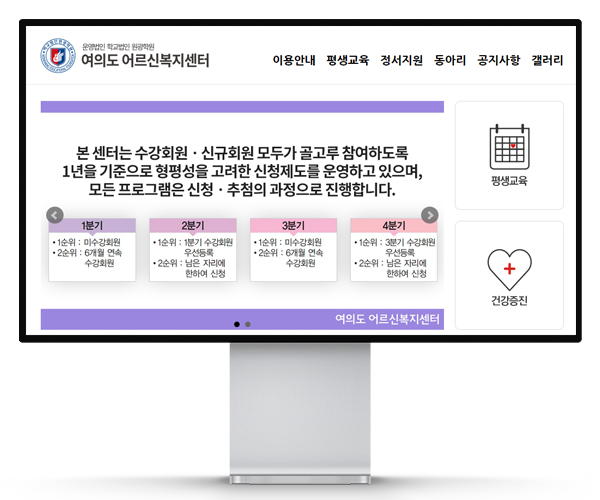 운영법인 학교법인 원광학원
여의도 어르신복지센터
이용안내 평생교육 정서지원 동아리 공지사항 갤러리
본 센터는 수강회원 · 신규회원 모두가 골고루 참여하도록
1년을 기준으로 형평성을 고려한 신청제도를 운영하고 있으며,
모든 프로그램은 신청 · 추첨의 과정으로 진행합니다.
1분기
• 1순위 : 미수강회원
• 2순위 : 6개월 연속
수강회원
2분기
• 1순위 : 1분기 수강회원
우선등록
• 2순위 : 남은 자리에
한하여 신청
3분기
• 1순위 : 미수강회원
• 2순위 : 6개월 연속
수강회원
4분기
• 1순위 : 3분기 수강회원
우선등록
• 2순위 : 남은 자리에
한하여 신청
여의도 어르신복지센터
평생교육
건강증진